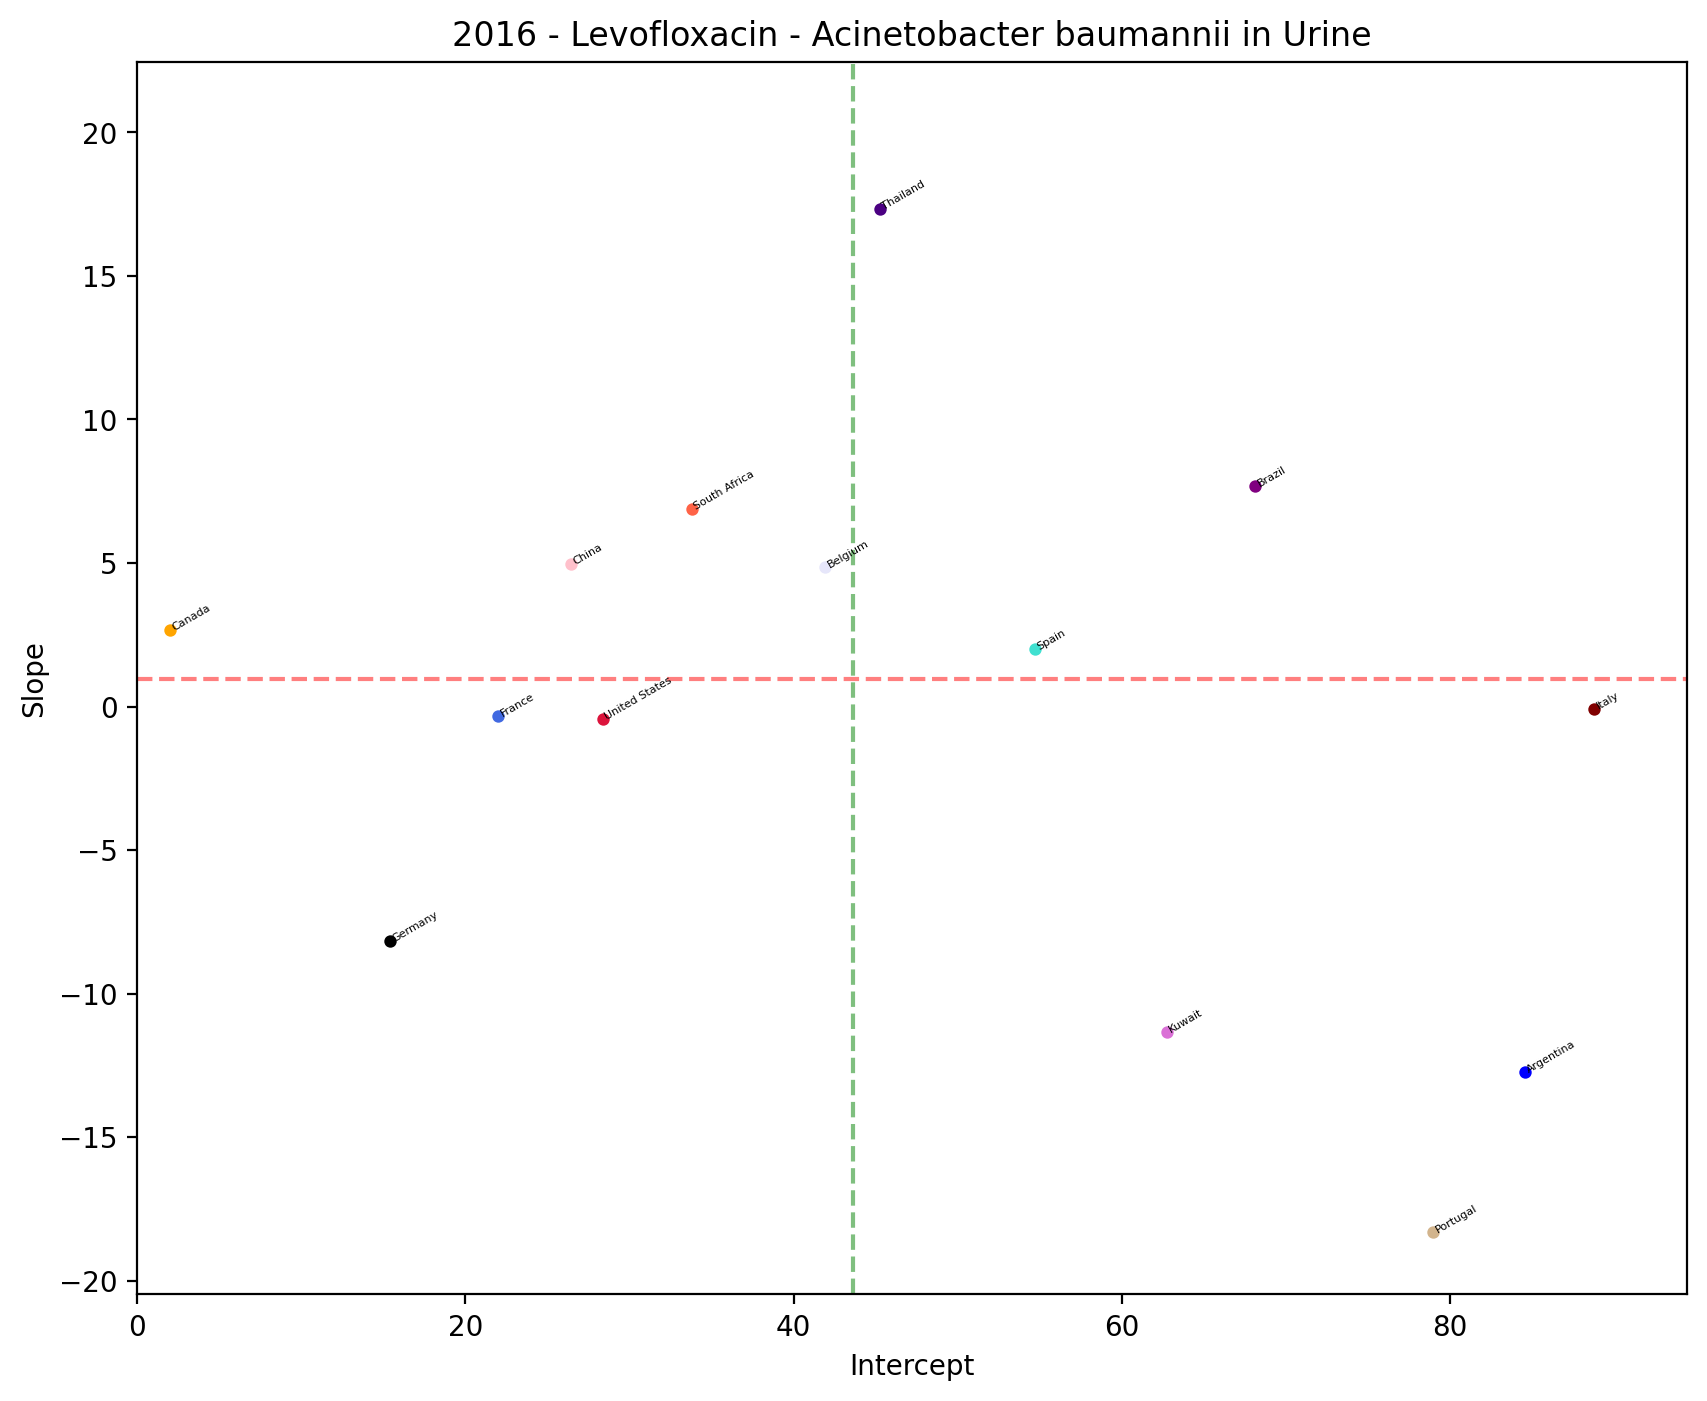 2016 - Levofloxacin - Acinetobacter baumannii in Urine
20
Thailand
15
10
Brazil
South Africa
5
China
Belgium
Canada
Spain
Slope
0
France
United States
Italy
−5
Germany
−10
Kuwait
Argentina
−15
Portugal
−20
0 20 40 60 80
Intercept